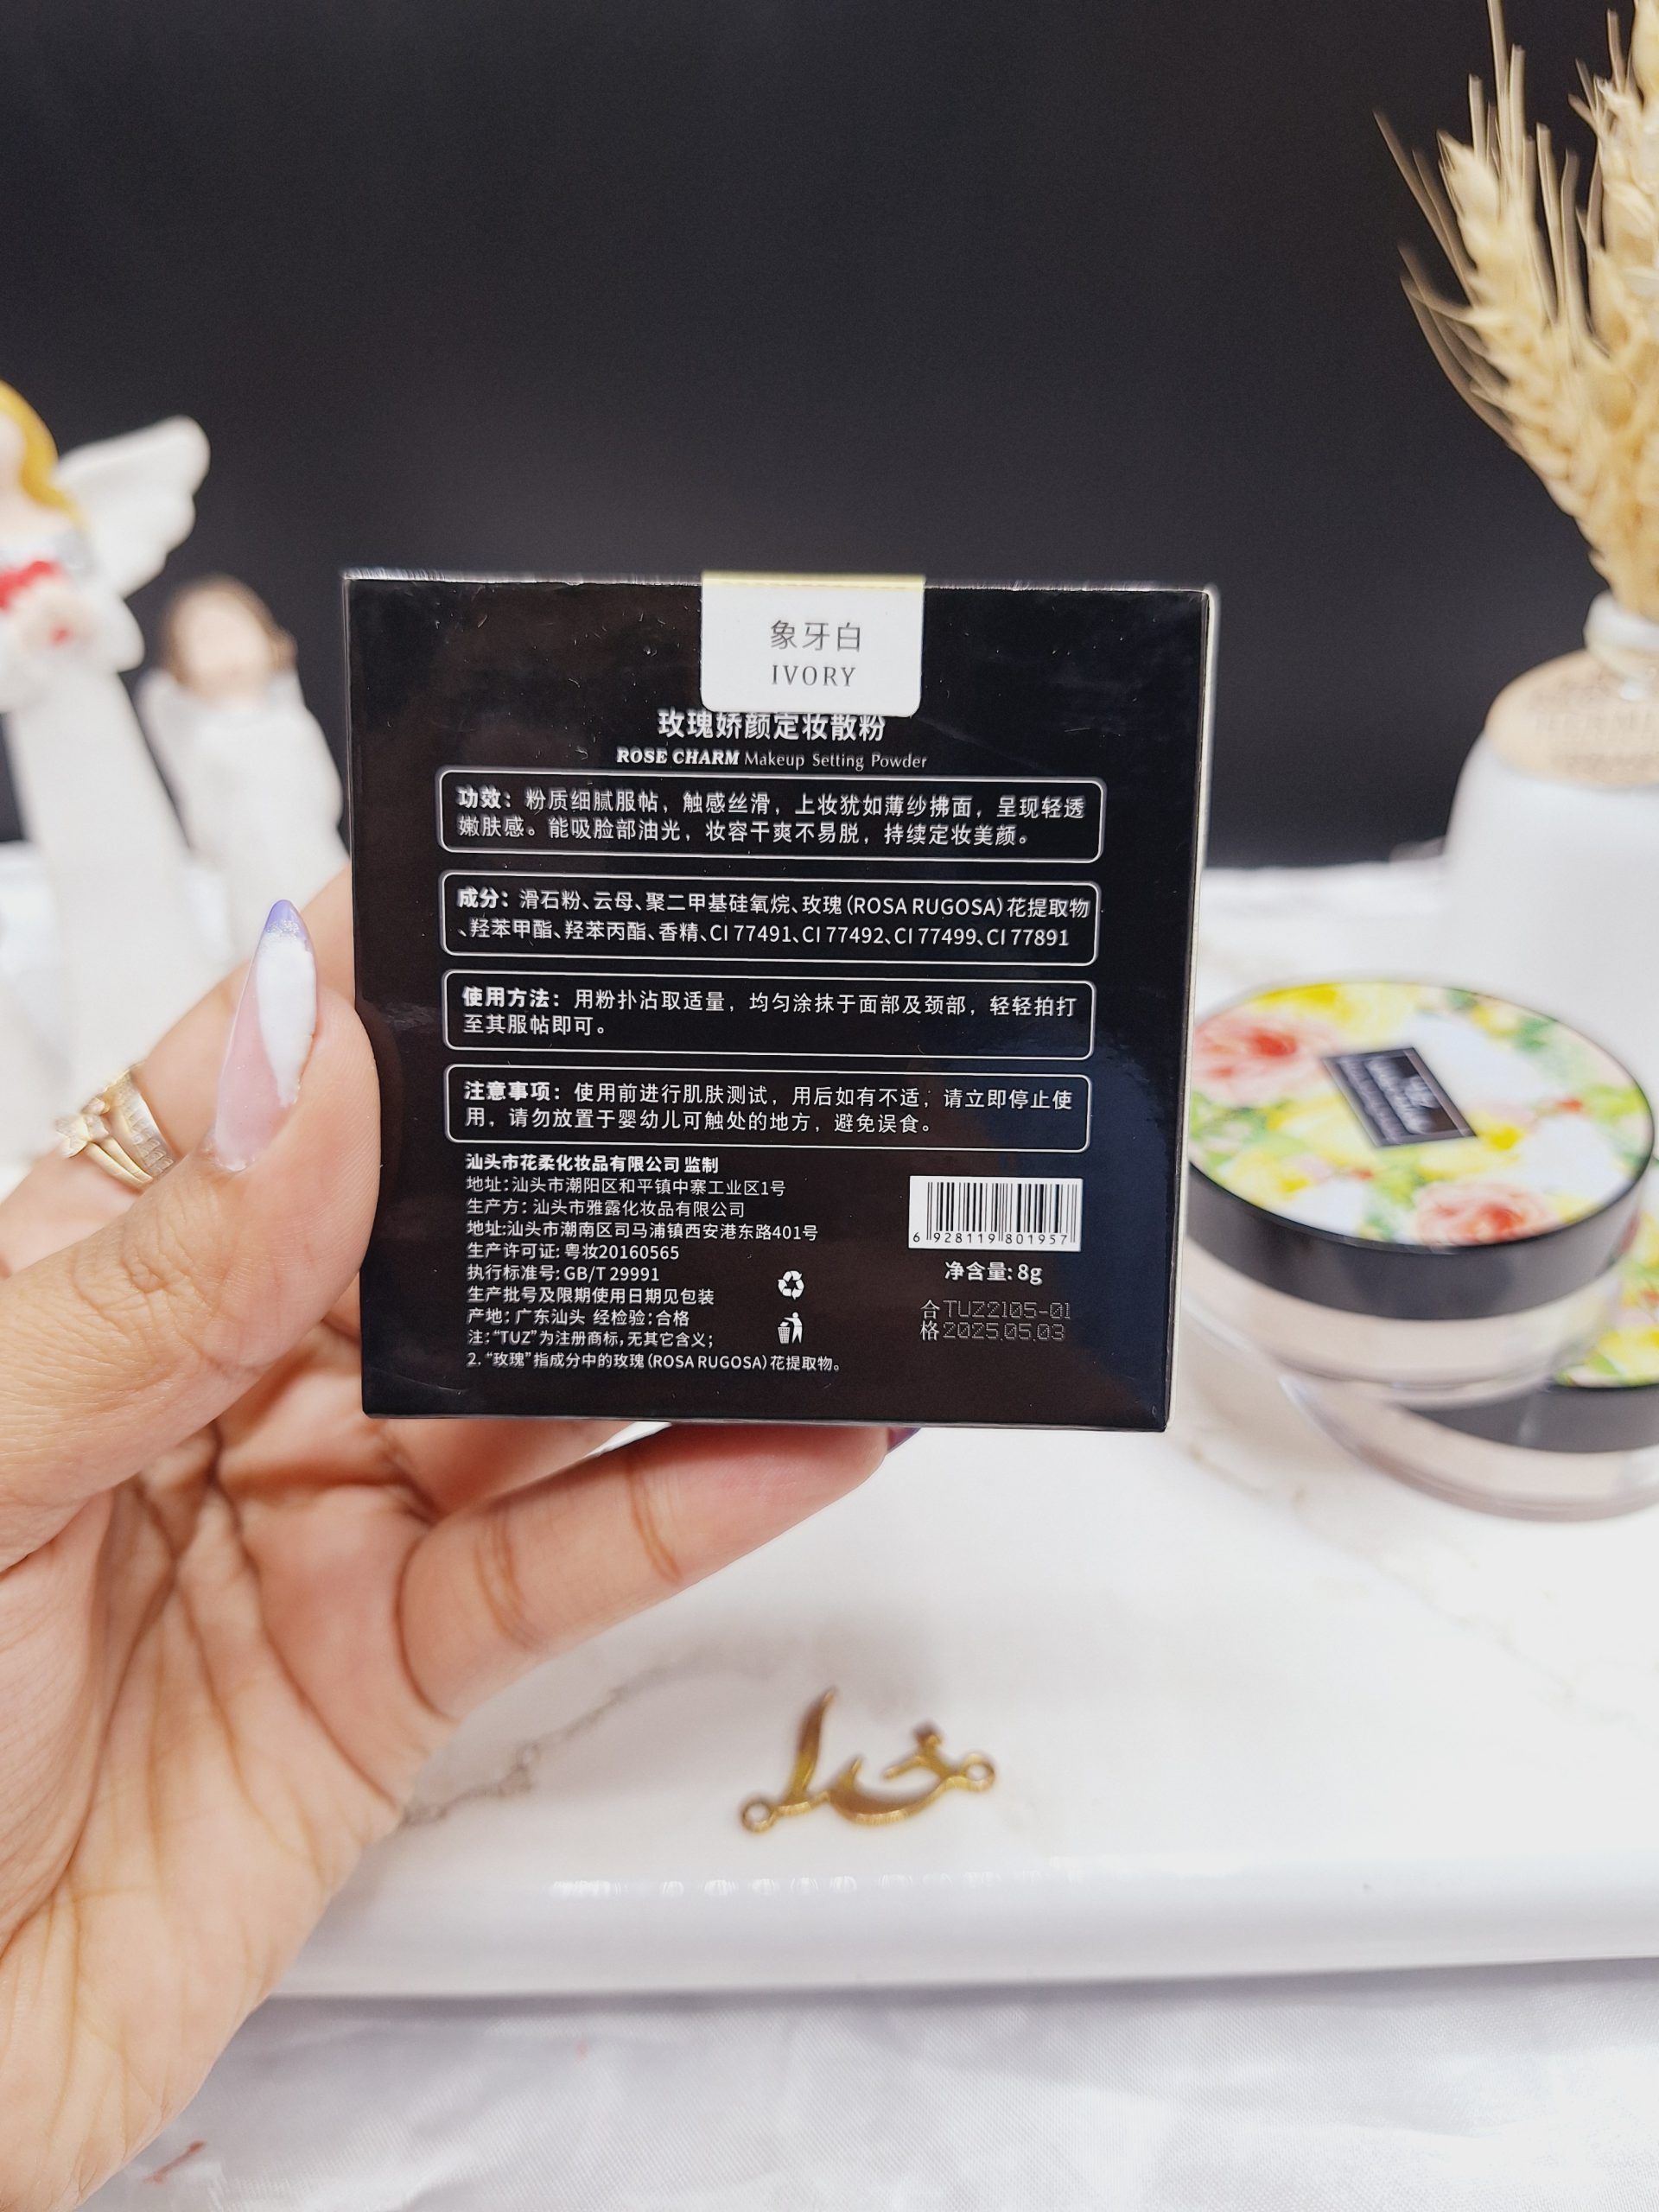 象牙白
IVORY
玫瑰娇颜定妆散粉
ROSE CHARM Makeup Setting Powder
功效：粉质细腻服帖，触感丝滑，上妆犹如薄纱拂面，呈现轻透
嫩肤感。能吸脸部油光，妆容干爽不易脱，持续定妆美颜。
成分：滑石粉、云母、聚二甲基硅氧烷、玫瑰（ROSA RUGOSA）花提取物
、羟苯甲酯、羟苯丙酯、香精、CI 77491、CI 77492、CI 77499、CI 77891
使用方法：用粉扑沾取适量，均匀涂抹于面部及颈部，轻轻拍打
至其服帖即可。
注意事项：使用前进行肌肤测试，用后如有不适，请立即停止使
用，请勿放置于婴幼儿可触处的地方，避免误食。
汕头市花柔化妆品有限公司 监制
地址：汕头市潮阳区和平镇中寨工业区1号
生产方：汕头市雅露化妆品有限公司
地址:汕头市潮南区司马浦镇西安港东路401号
生产许可证: 粤妆20160565
执行标准号: GB/T 29991
生产批号及限期使用日期见包装
产地：广东汕头 经检验：合格
注：“TUZ”为注册商标，无其它含义；
2. “玫瑰”指成分中的玫瑰（ROSA RUGOSA）花提取物。
6 928119 801957
净含量: 8g
合 TUZ2105-01
格 2025.05.03